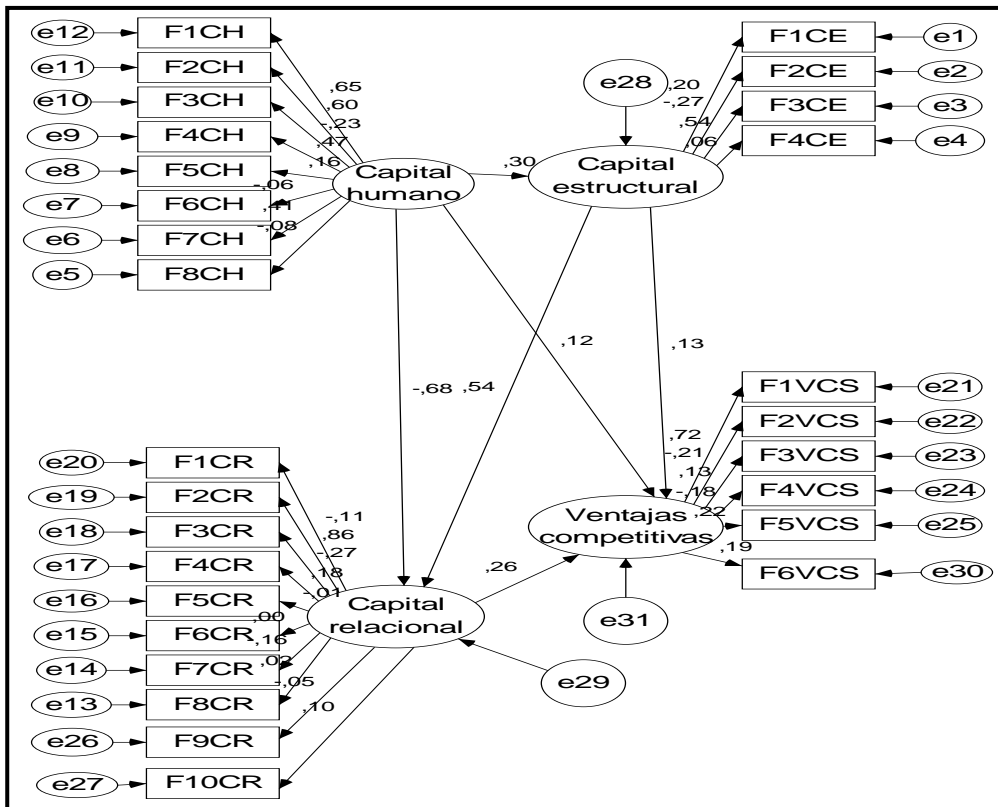 e12
F1CH
e11
F2CH
e10
F3CH
e9
F4CH
e8
F5CH
e7
F6CH
e6
F7CH
e5
F8CH
,65
,60
-,23
,47
,16
-,06
,41
-,08
Capital
humano
,30
e28
Capital
estructural
,20
-,27
,54
,06
F1CE
e1
F2CE
e2
F3CE
e3
F4CE
e4
,12
,13
-,68
,54
e20
F1CR
e19
F2CR
e18
F3CR
e17
F4CR
e16
F5CR
e15
F6CR
e14
F7CR
e13
F8CR
e26
F9CR
e27
F10CR
-,11
,86
-,27
,18
-,01
,00
-,16
,02
-,05
,10
Capital
relacional
,26
e29
Ventajas
competitivas
e31
,72
-,21
,13
-,18
,22
,19
F1VCS
e21
F2VCS
e22
F3VCS
e23
F4VCS
e24
F5VCS
e25
F6VCS
e30